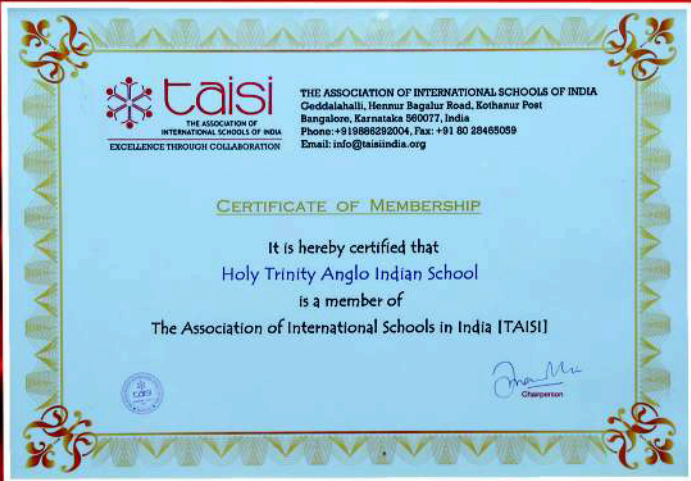 taisi
THE ASSOCIATION OF
INTERNATIONAL SCHOOLS OF INDIA
EXCELLENCE THROUGH COLLABORATION
THE ASSOCIATION OF INTERNATIONAL SCHOOLS OF INDIA
Geddalahalli, Hennur Bagalur Road, Kothanur Post
Bangalore, Karnataka 560077, India
Phone:+919886292004, Fax: +91 80 28465059
Email: info@taisiindia.org
CERTIFICATE OF MEMBERSHIP
It is hereby certified that
Holy Trinity Anglo Indian School
is a member of
The Association of International Schools in India [TAISI]
taisi
Chairperson